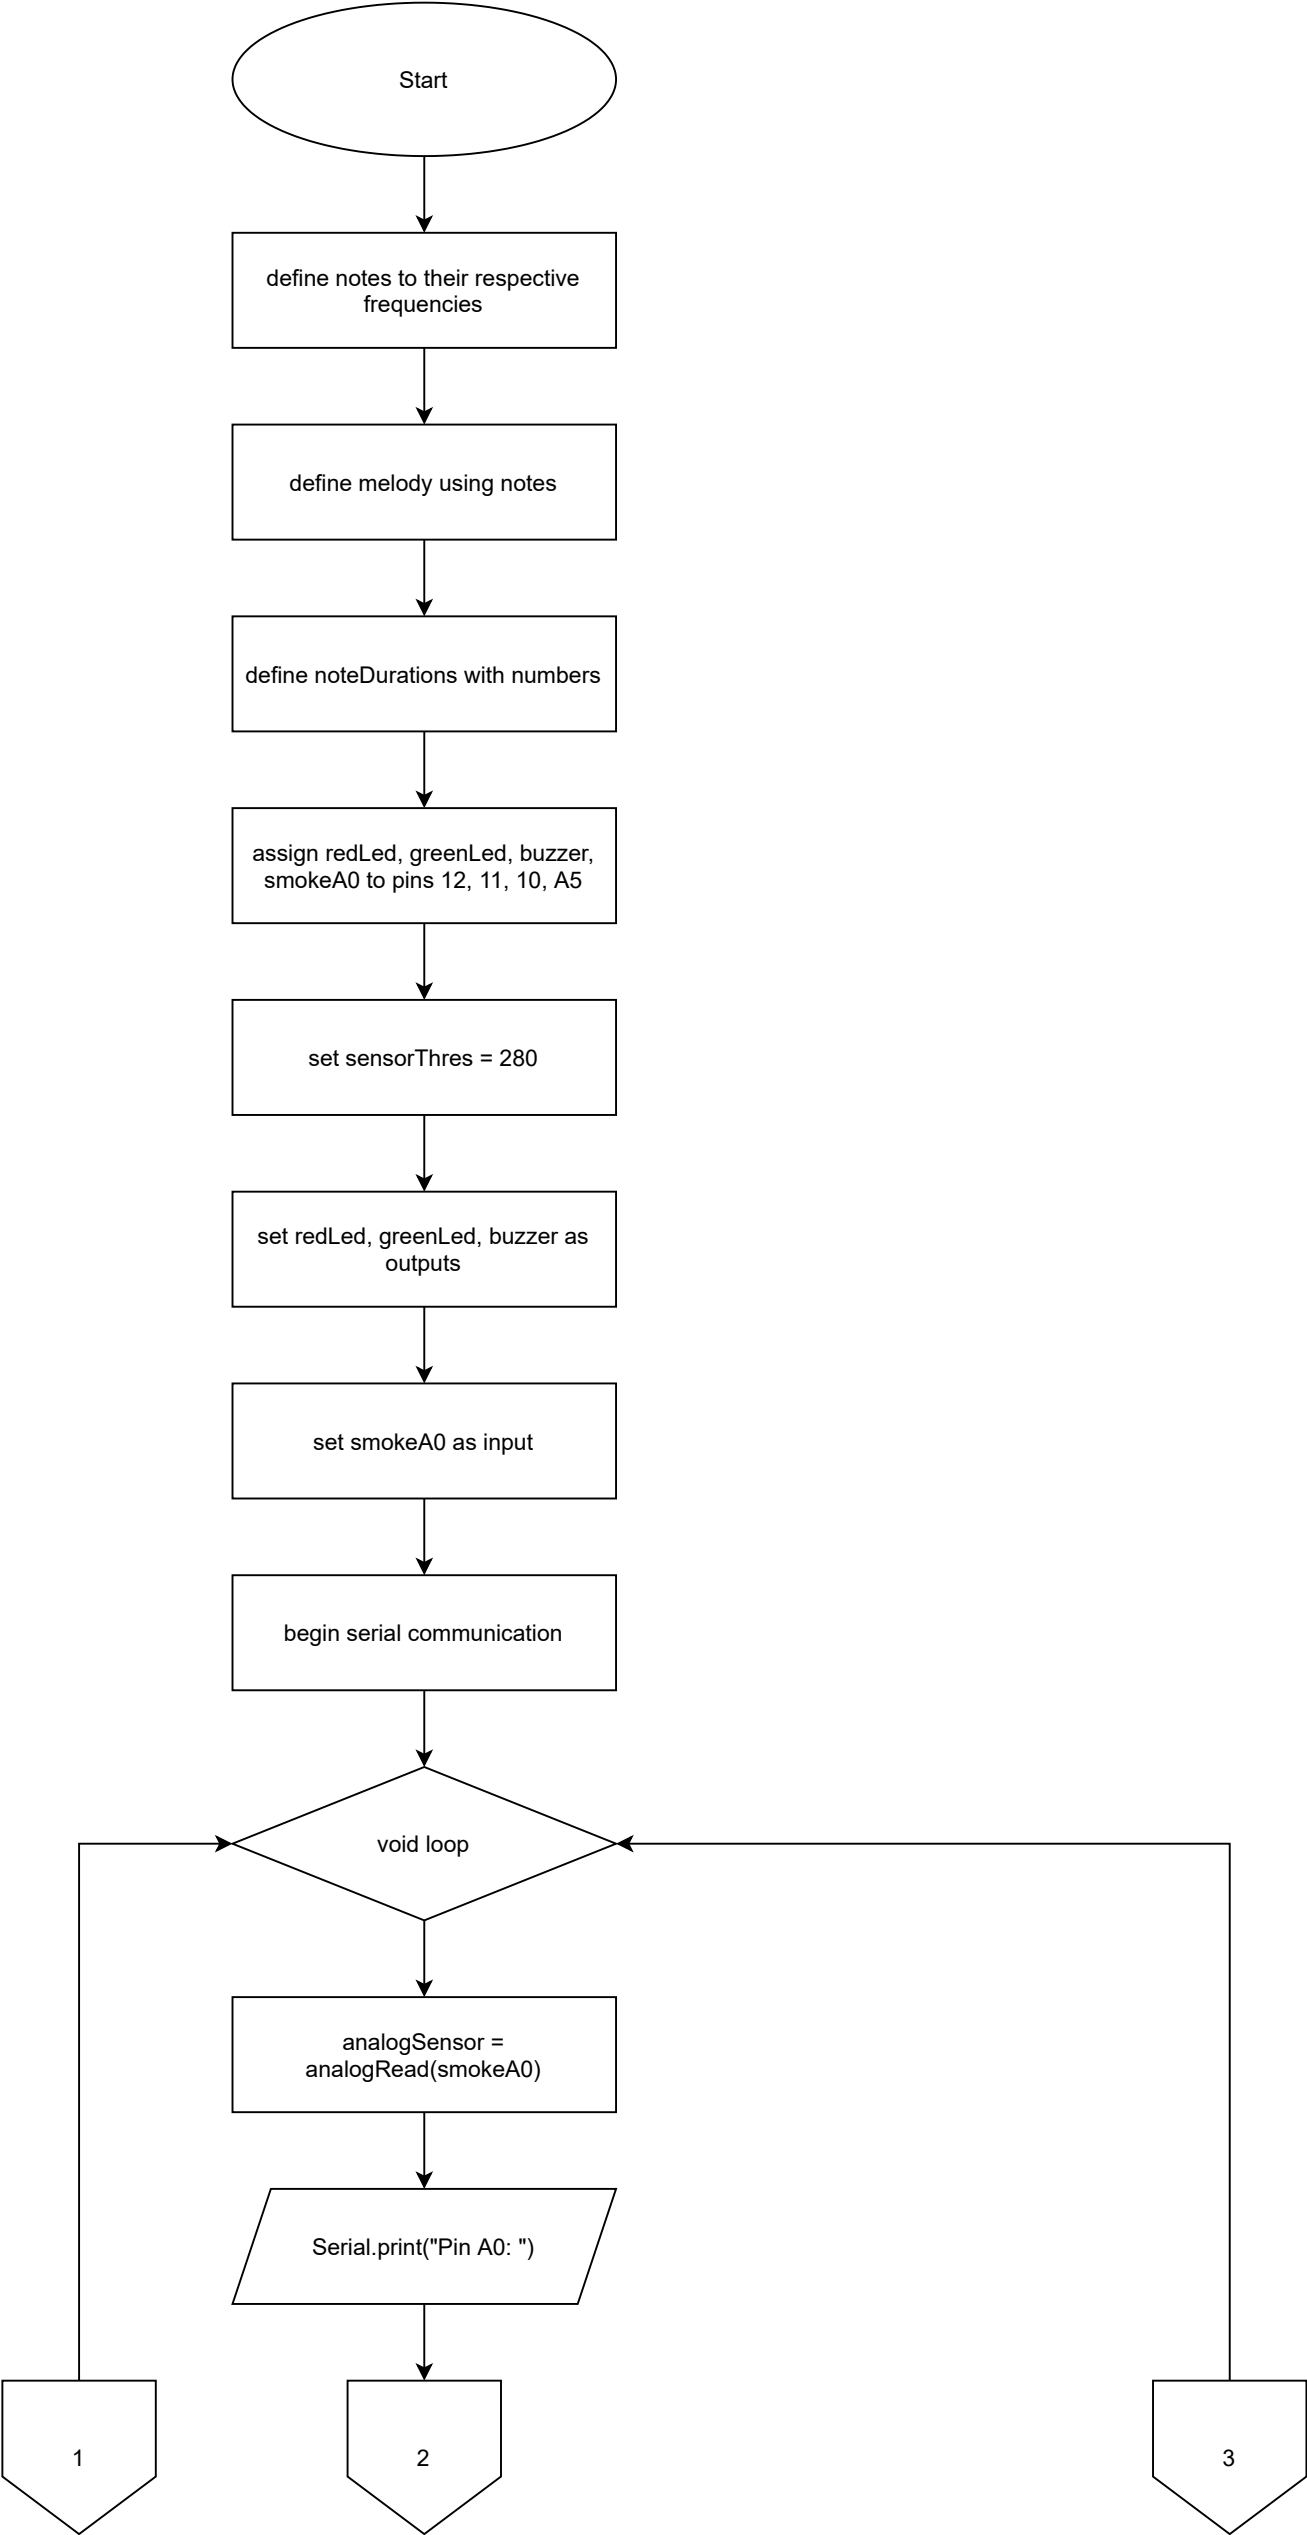 Start
define notes to their respective
frequencies
define melody using notes
define noteDurations with numbers
assign redLed, greenLed, buzzer,
smokeA0 to pins 12, 11, 10, A5
set sensorThres = 280
set redLed, greenLed, buzzer as
outputs
set smokeA0 as input
begin serial communication
void loop
analogSensor =
analogRead(smokeA0)
Serial.print("Pin A0: ")
1
2
3